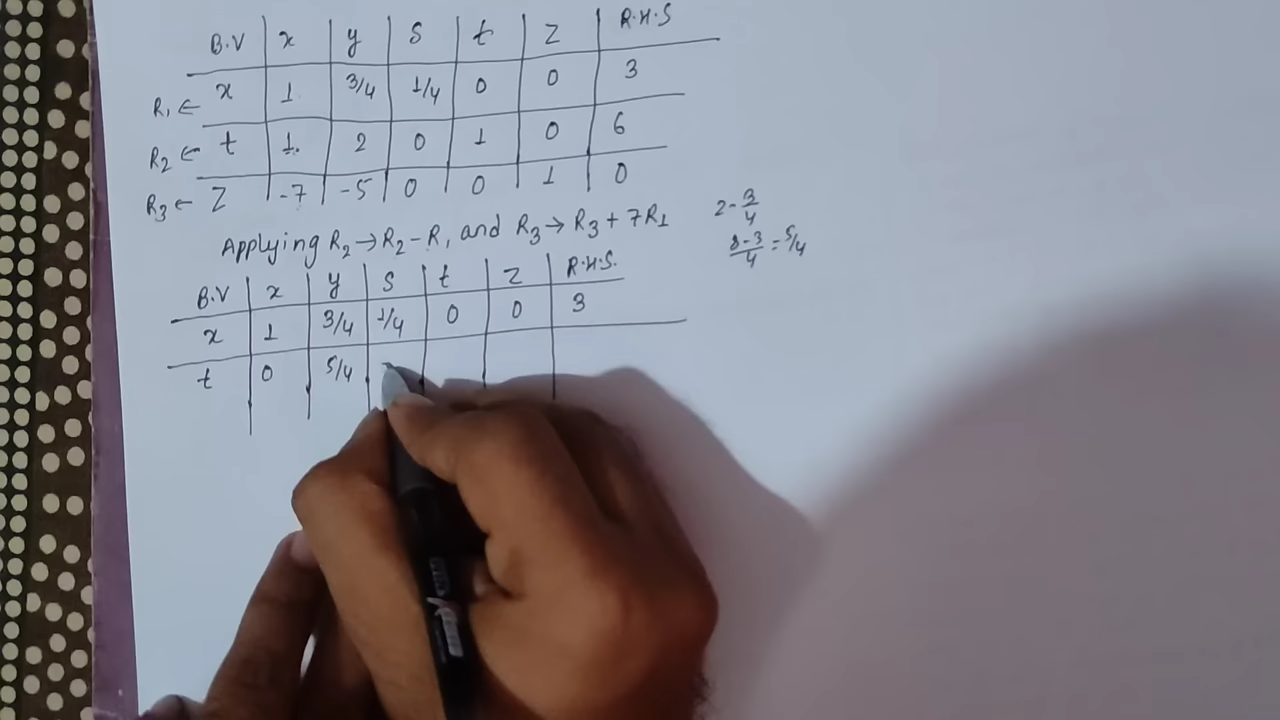 B.V x y S t Z R.H.S
R1 ← x 1 3/4 1/4 0 0 3
R2 ← t 1 2 0 1 0 6
R3 ← Z -7 -5 0 0 1 0
Applying R2→R2-R1 and R3→R3+7R1
2-3/4
8-3/4=5/4
B.V x y S t Z R.H.S.
x 1 3/4 1/4 0 0 3
t 0 5/4 -